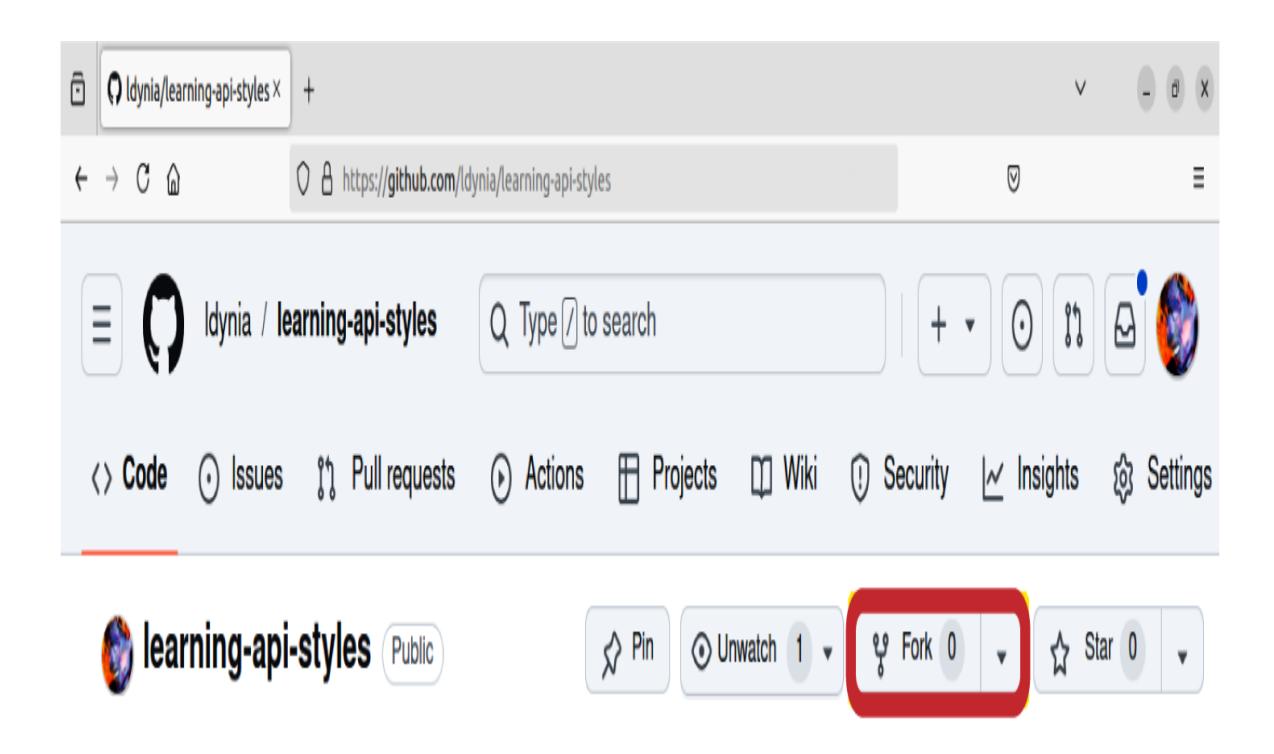 ldynia/learning-api-styles
https://github.com/ldynia/learning-api-styles
ldynia / learning-api-styles Type / to search
Code Issues Pull requests Actions Projects Wiki Security Insights Settings
learning-api-styles Public Pin Unwatch 1 Fork 0 Star 0